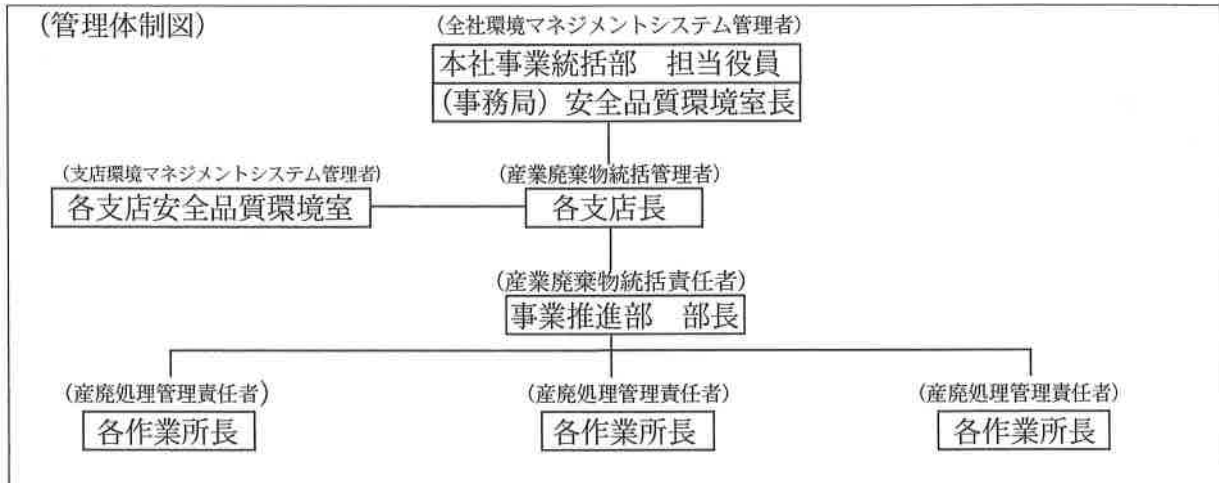 (管理体制図)
(全社環境マネジメントシステム管理者)
本社事業統括部　担当役員
(事務局) 安全品質環境室長
(支店環境マネジメントシステム管理者)
(産業廃棄物統括管理者)
各支店安全品質環境室
各支店長
(産業廃棄物統括責任者)
事業推進部　部長
(産廃処理管理責任者)
(産廃処理管理責任者)
(産廃処理管理責任者)
各作業所長
各作業所長
各作業所長